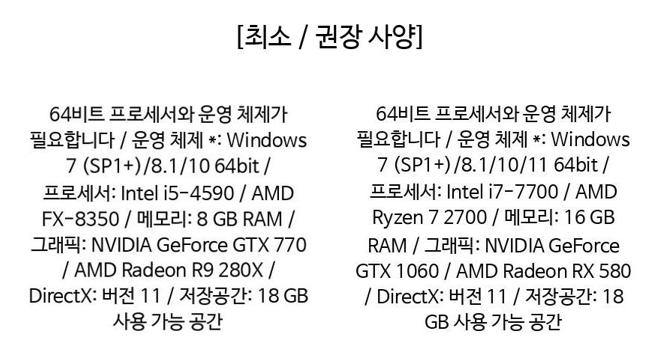 [최소 / 권장 사양]
64비트 프로세서와 운영 체제가
필요합니다 / 운영 체제 *: Windows
7 (SP1+)/8.1/10 64bit /
프로세서: Intel i5-4590 / AMD
FX-8350 / 메모리: 8 GB RAM /
그래픽: NVIDIA GeForce GTX 770
/ AMD Radeon R9 280X /
DirectX: 버전 11 / 저장공간: 18 GB
사용 가능 공간
64비트 프로세서와 운영 체제가
필요합니다 / 운영 체제 *: Windows
7 (SP1+)/8.1/10/11 64bit /
프로세서: Intel i7-7700 / AMD
Ryzen 7 2700 / 메모리: 16 GB
RAM / 그래픽: NVIDIA GeForce
GTX 1060 / AMD Radeon RX 580
/ DirectX: 버전 11 / 저장공간: 18
GB 사용 가능 공간